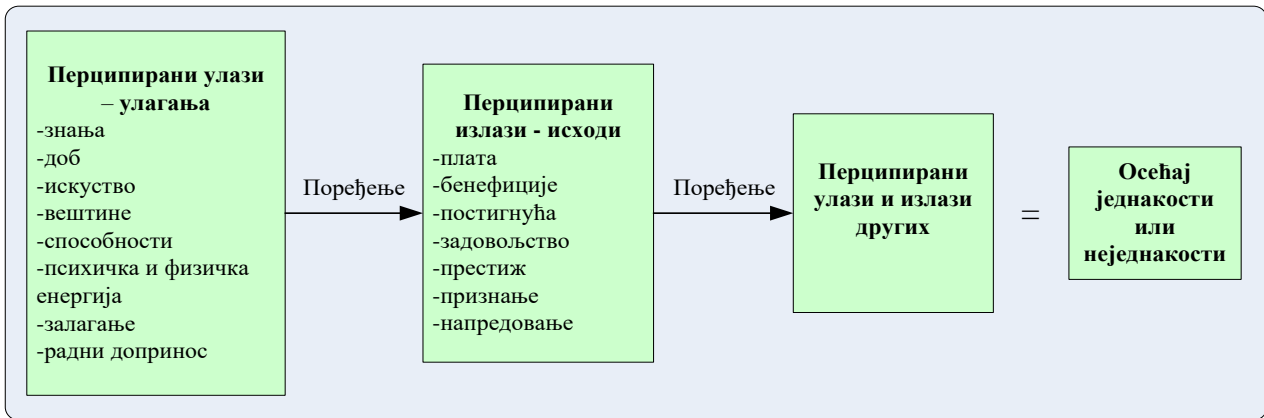 Перципирани улази
– улагања
-знања
-доб
-искуство
-вештине
-способности
-психичка и физичка
енергија
-залагање
-радни допринос
Поређење
Перципирани
излази - исходи
-плата
-бенефиције
-постигнућа
-задовољство
-престиж
-признање
-напредовање
Поређење
Перципирани
улази и излази
других
=
Осећај
једнакости
или
неједнакости